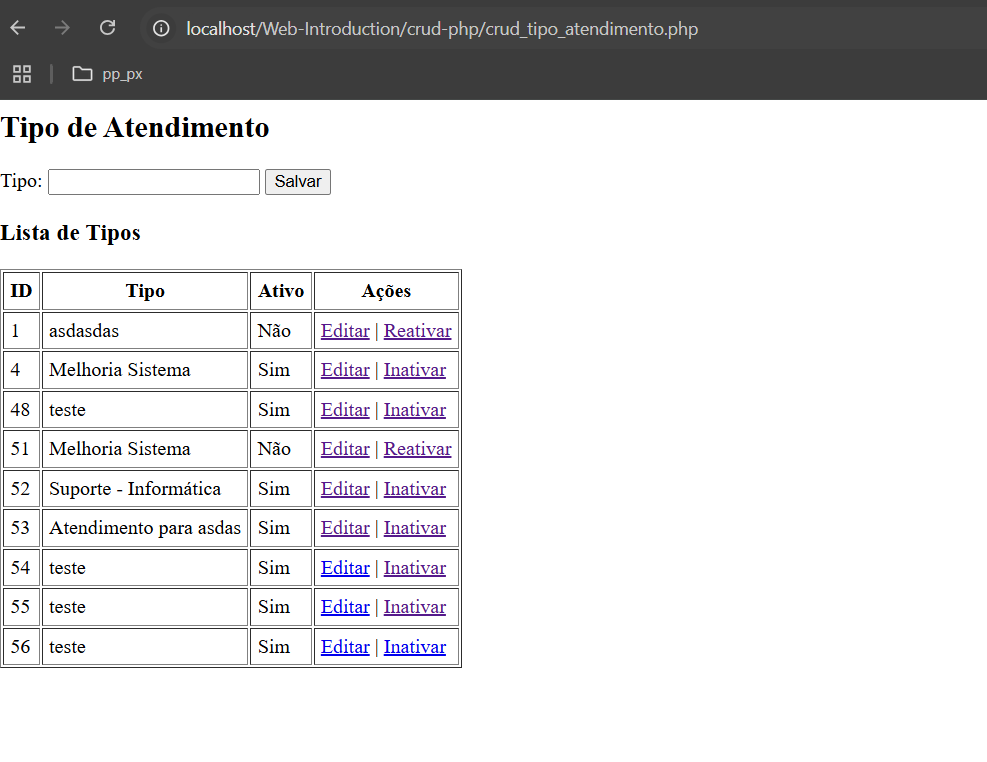 localhost/Web-Introduction/crud-php/crud_tipo_atendimento.php
pp_px
Tipo de Atendimento
Tipo: Salvar
Lista de Tipos
ID Tipo Ativo Ações
1 asdasdas Não Editar | Reativar
4 Melhoria Sistema Sim Editar | Inativar
48 teste Sim Editar | Inativar
51 Melhoria Sistema Não Editar | Reativar
52 Suporte - Informática Sim Editar | Inativar
53 Atendimento para asdas Sim Editar | Inativar
54 teste Sim Editar | Inativar
55 teste Sim Editar | Inativar
56 teste Sim Editar | Inativar